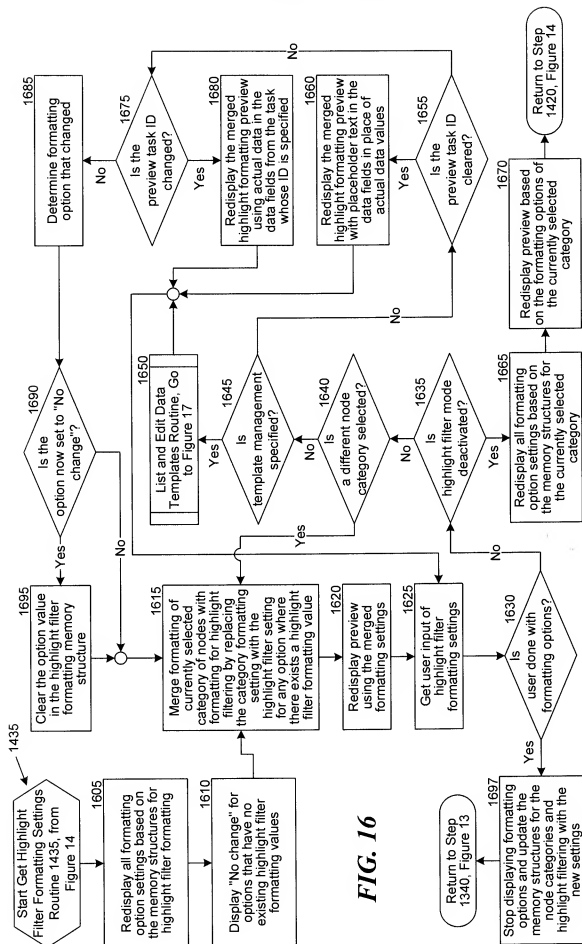 1435
Start Get Highlight
Filter Formatting Settings
Routine 1435, from
Figure 14
1605
Redisplay all formatting
option settings based on
the memory structures for
highlight filter formatting
1610
Display "No change" for
options that have no
existing highlight filter
formatting values
FIG. 16
Return to Step
1340, Figure 13
1697
Stop displaying formatting
options and update the
memory structures for the
node categories and
highlight filtering with the
new settings
1695
Clear the option value
in the highlight filter
formatting memory
structure
1615
Merge formatting of
currently selected
category of nodes with
formatting for highlight
filtering by replacing
the category formatting
setting with the
highlight filter setting
for any option where
there exists a highlight
filter formatting value
1620
Redisplay preview
using the merged
formatting settings
1625
Get user input of
highlight filter
formatting settings
1630
Is
user done with
formatting options?
Yes
No
1690
Is the
option now set to "No
change"?
Yes
No
1650
List and Edit Data
Templates Routine. Go
to Figure 17
1645
Is
template management
specified?
Yes
No
1640
Is
a different node
category selected?
No
Yes
1635
Is
highlight filter mode
deactivated?
No
Yes
1665
Redisplay all formatting
option settings based on
the memory structures for
the currently selected
category
1685
Determine formatting
option that changed
1675
Is the
preview task ID
changed?
No
Yes
1680
Redisplay the merged
highlight formatting preview
using actual data in the
data fields from the task
whose ID is specified
1660
Redisplay the merged
highlight formatting preview
with placeholder text in the
data fields in place of
actual data values
1655
Is the
preview task ID
cleared?
Yes
No
1670
Redisplay preview based
on the formatting options of
the currently selected
category
Return to Step
1420, Figure 14